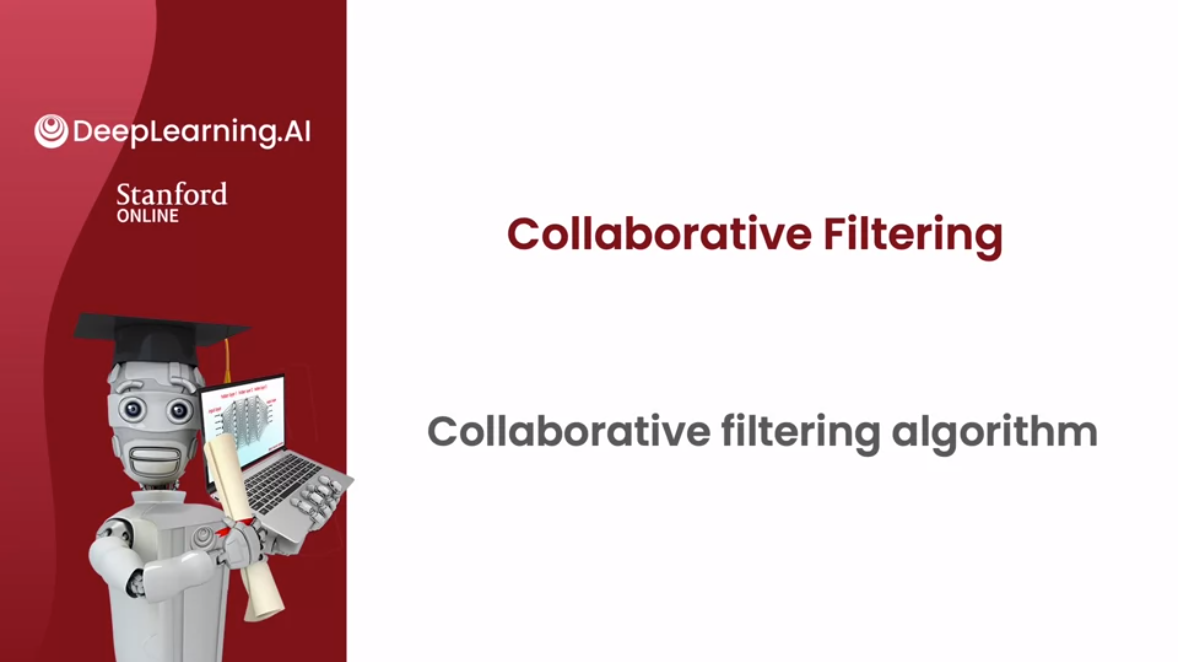 DeepLearning.AI
Stanford
ONLINE
Collaborative Filtering
Collaborative filtering algorithm